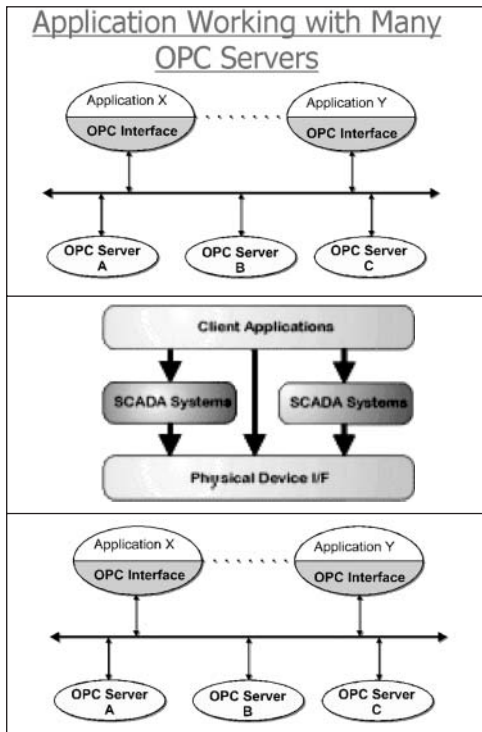 Application Working with Many
OPC Servers
Application X
Application Y
OPC Interface
OPC Interface
OPC Server
A
OPC Server
B
OPC Server
C
Client Applications
SCADA Systems
SCADA Systems
Physical Device I/F
Application X
Application Y
OPC Interface
OPC Interface
OPC Server
A
OPC Server
B
OPC Server
C